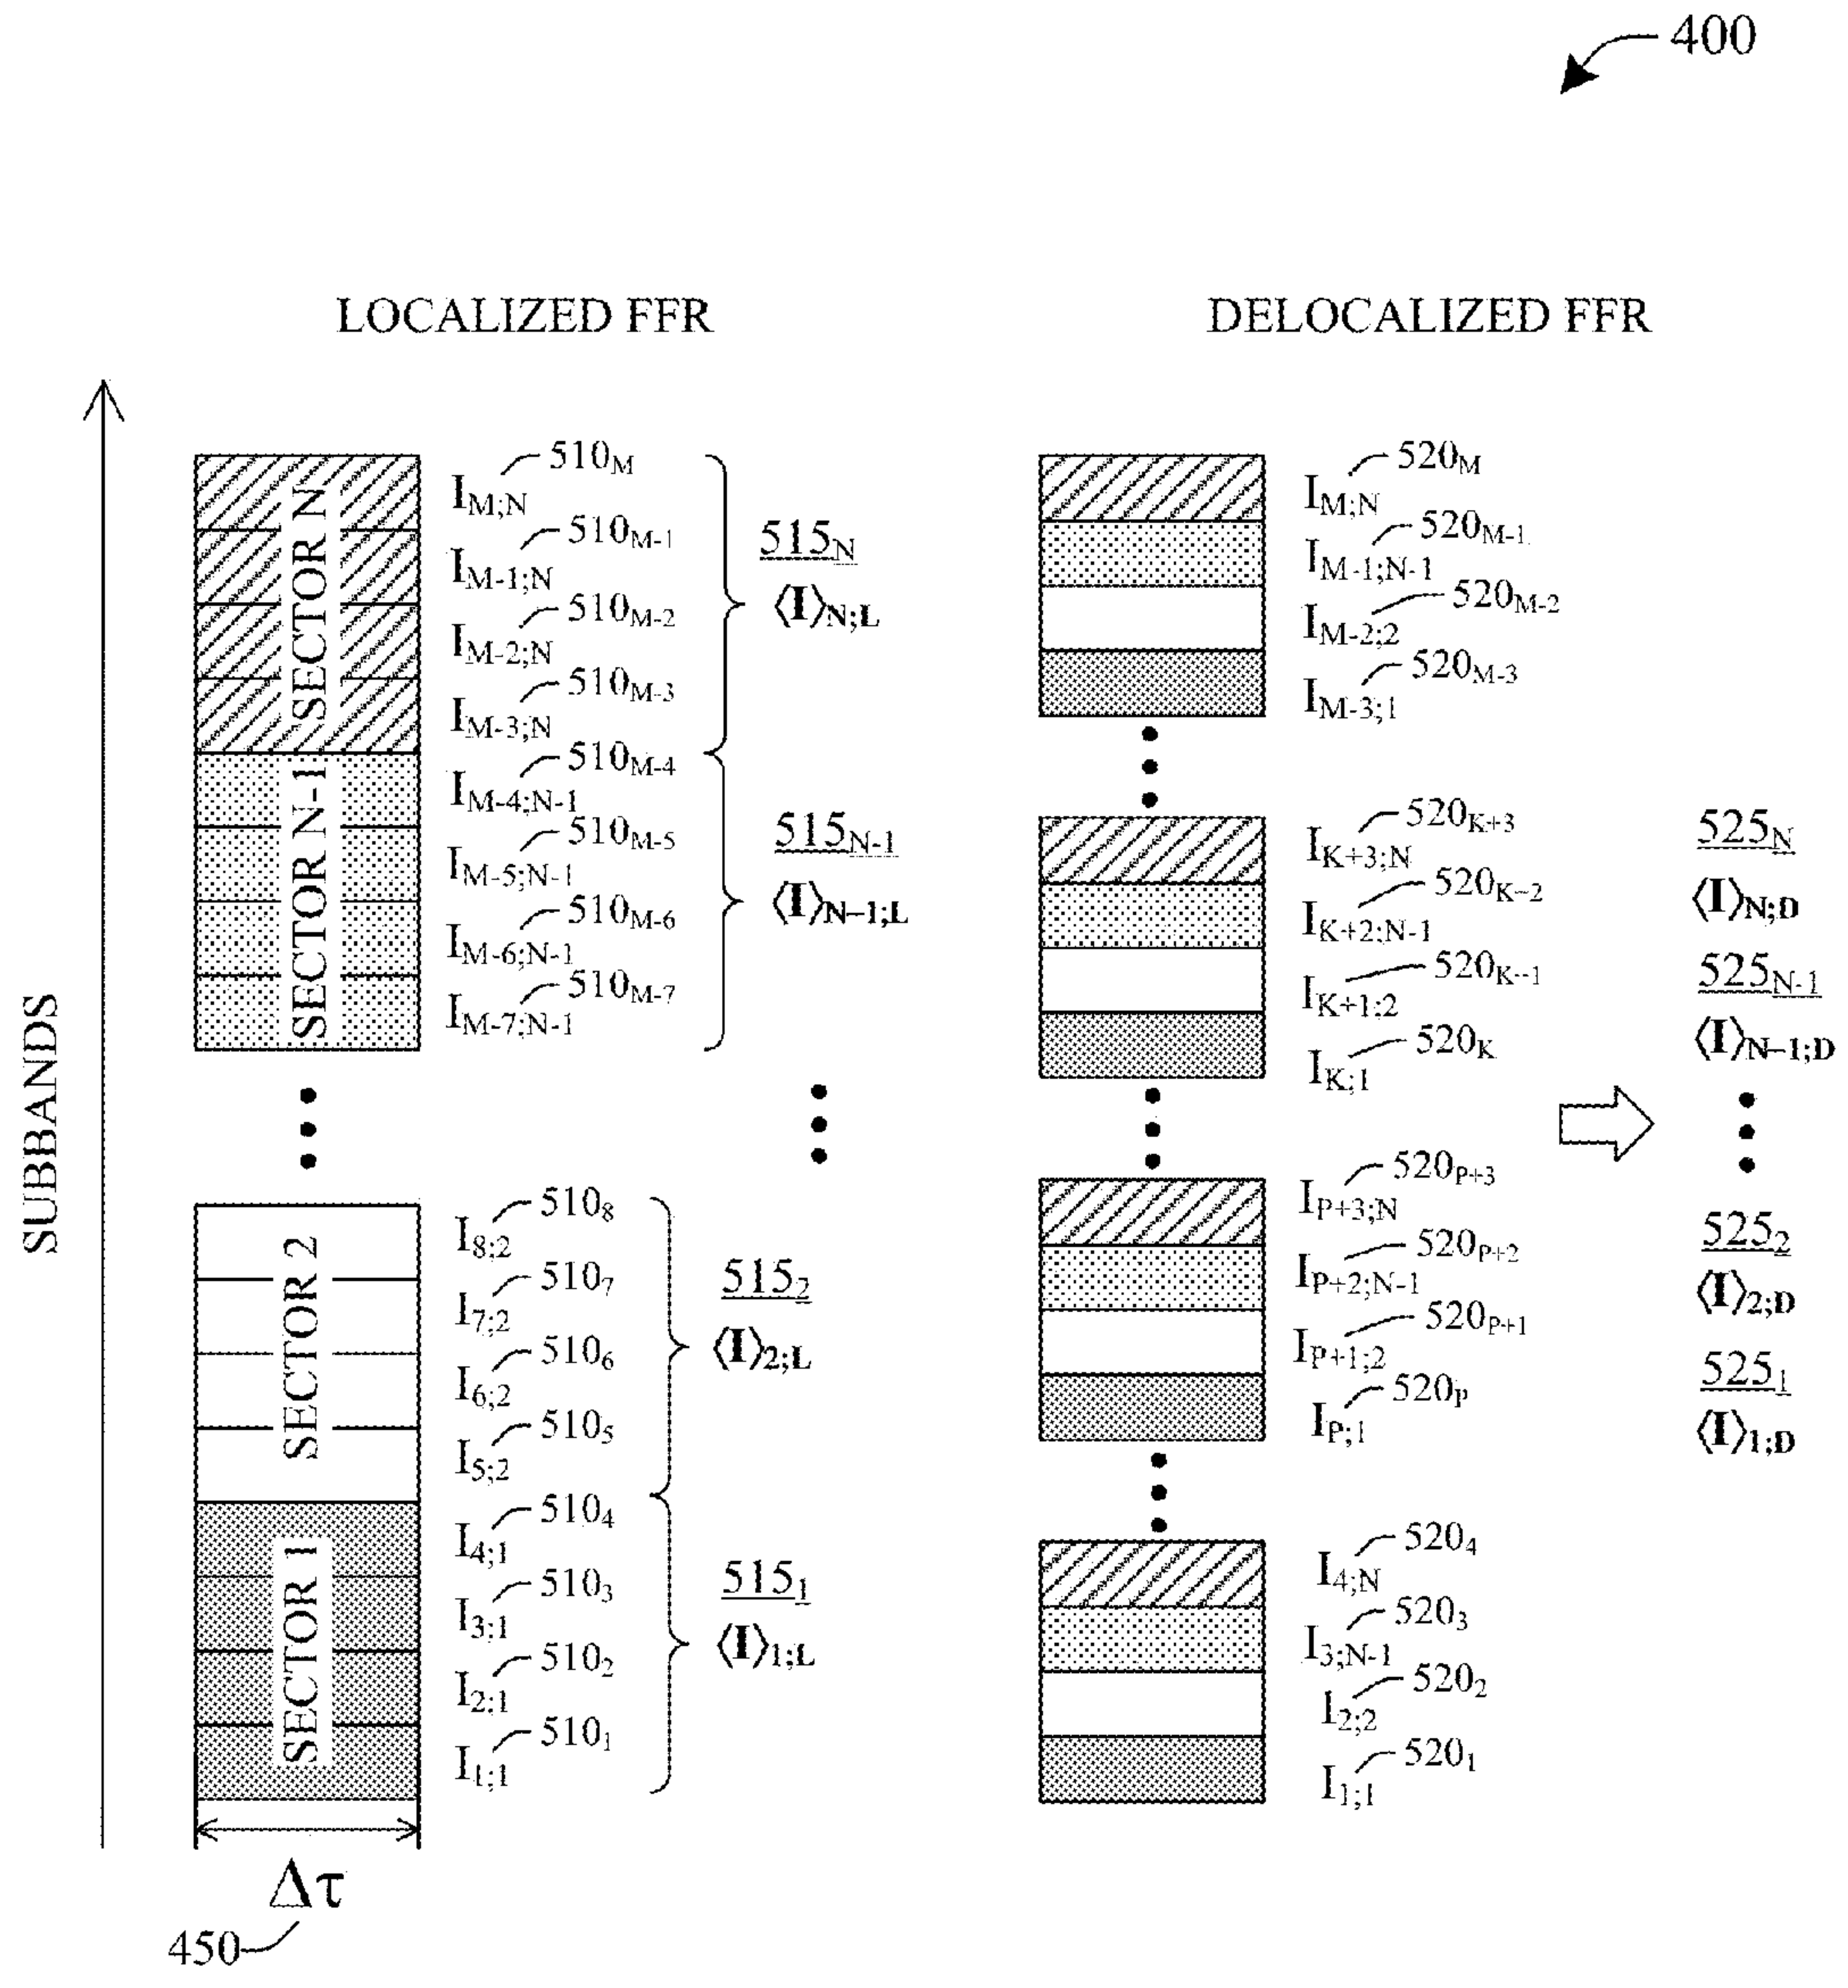 400
LOCALIZED FFR
DELOCALIZED FFR
SUBBANDS
SECTOR N
SECTOR N-1
SECTOR 2
SECTOR 1
510M
IM;N
510M-1
IM-1;N
510M-2
IM-2;N
510M-3
IM-3;N
510M-4
IM-4;N-1
510M-5
IM-5;N-1
510M-6
IM-6;N-1
510M-7
IM-7;N-1
5108
I8;2
5107
I7;2
5106
I6;2
5105
I5;2
5104
I4;1
5103
I3;1
5102
I2;1
5101
I1;1
515N
⟨I⟩N;L
515N-1
⟨I⟩N-1;L
5152
⟨I⟩2;L
5151
⟨I⟩1;L
Δτ
450
520M
IM;N
520M-1
IM-1;N-1
520M-2
IM-2;2
520M-3
IM-3;1
520K+3
IK+3;N
520K-2
IK+2;N-1
520K-1
IK+1;2
520K
IK;1
520P+3
IP+3;N
520P+2
IP+2;N-1
520P+1
IP+1;2
520P
IP;1
5204
I4;N
5203
I3;N-1
5202
I2;2
5201
I1;1
525N
⟨I⟩N;D
525N-1
⟨I⟩N-1;D
5252
⟨I⟩2;D
5251
⟨I⟩1;D